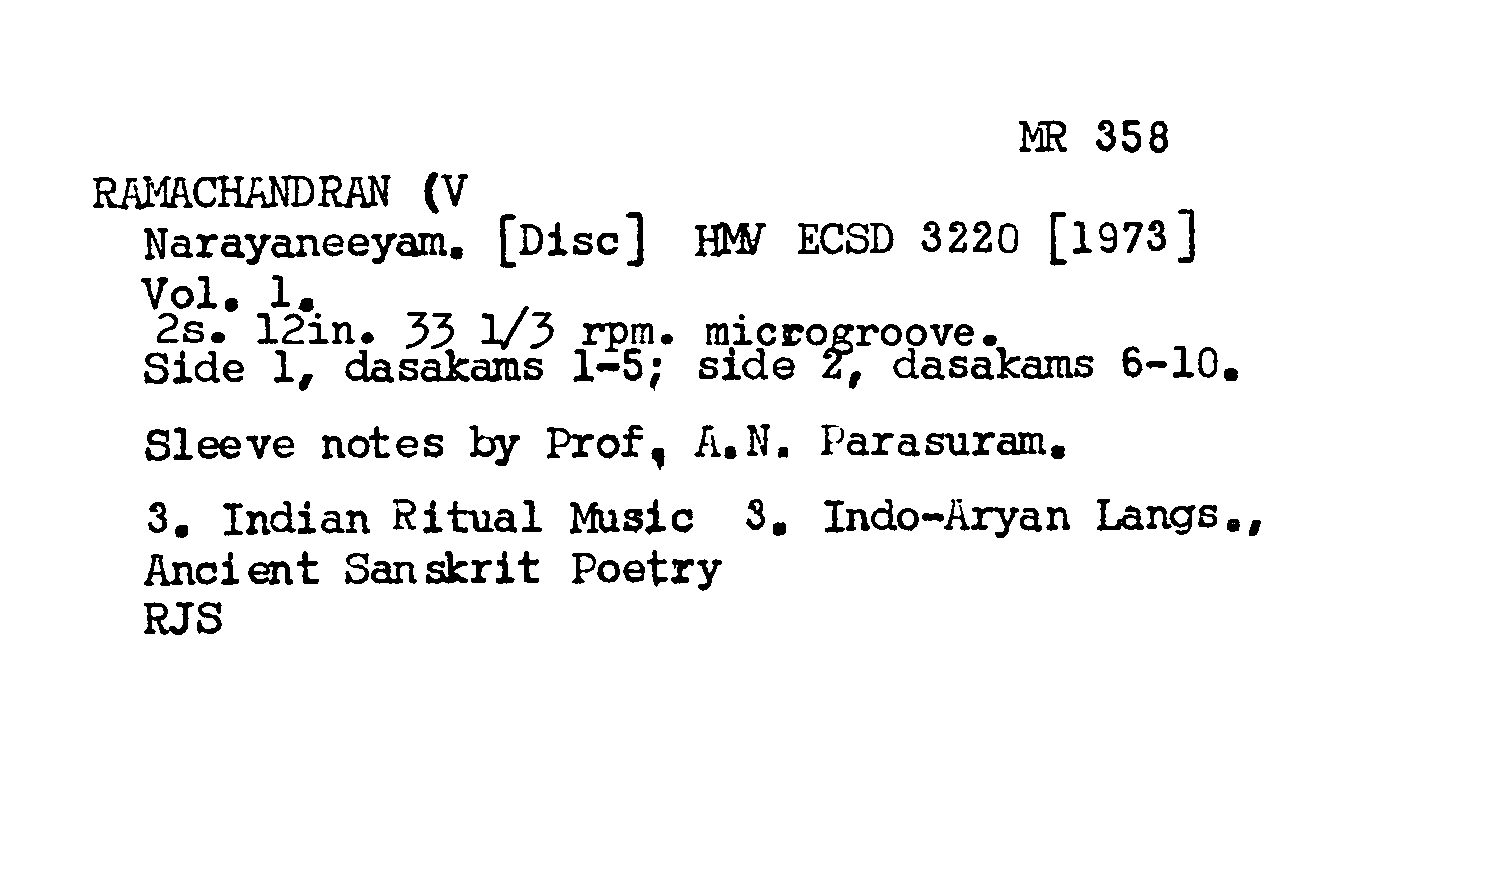 MR 358
RAMACHANDRAN (V
Narayaneeyam. [Disc] HMV ECSD 3220 [1973]
Vol. 1.
2s. 12in. 33 1/3 rpm. microgroove.
Side 1, dasakams 1-5; side 2, dasakams 6-10.
Sleeve notes by Prof, A.N. Parasuram.
3. Indian Ritual Music 3. Indo-Aryan Langs.,
Ancient Sanskrit Poetry
RJS